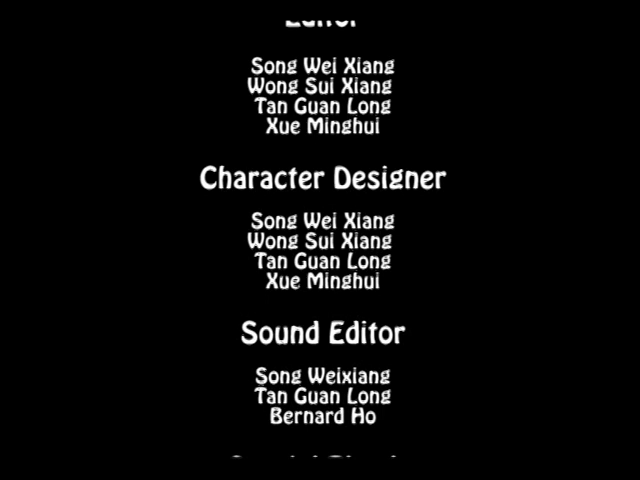 Editor
Song Wei Xiang
Wong Sui Xiang
Tan Guan Long
Xue Minghui
Character Designer
Song Wei Xiang
Wong Sui Xiang
Tan Guan Long
Xue Minghui
Sound Editor
Song Weixiang
Tan Guan Long
Bernard Ho